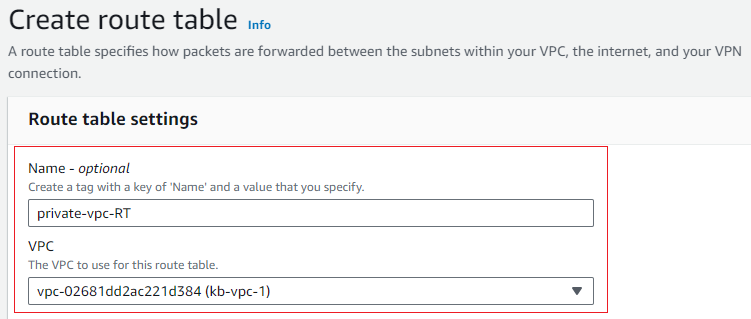 Create route table Info
A route table specifies how packets are forwarded between the subnets within your VPC, the internet, and your VPN
connection.
Route table settings
Name - optional
Create a tag with a key of 'Name' and a value that you specify.
private-vpc-RT
VPC
The VPC to use for this route table.
vpc-02681dd2ac221d384 (kb-vpc-1)